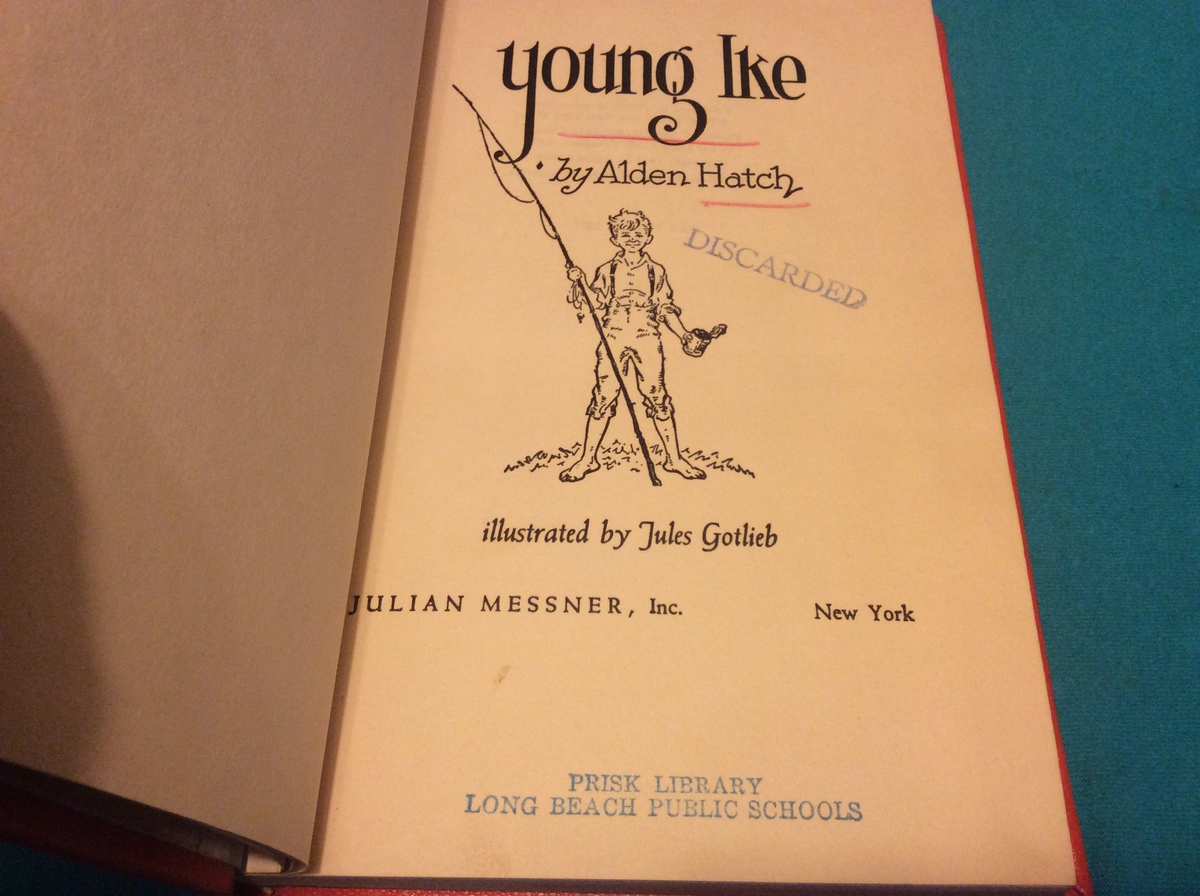 young Ike
by Alden Hatch
DISCARDED
illustrated by Jules Gotlieb
JULIAN MESSNER, Inc. New York
PRISK LIBRARY
LONG BEACH PUBLIC SCHOOLS